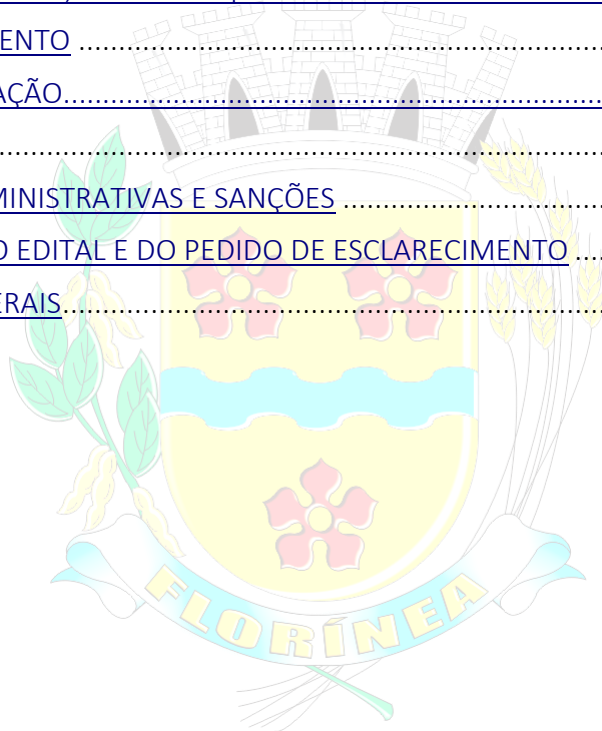 ENTO ........................................................................
AÇÃO........................................................................
........................................................................
MINISTRATIVAS E SANÇÕES ........................................
O EDITAL E DO PEDIDO DE ESCLARECIMENTO ....
ERAIS........................................................................
FLORÍNEA